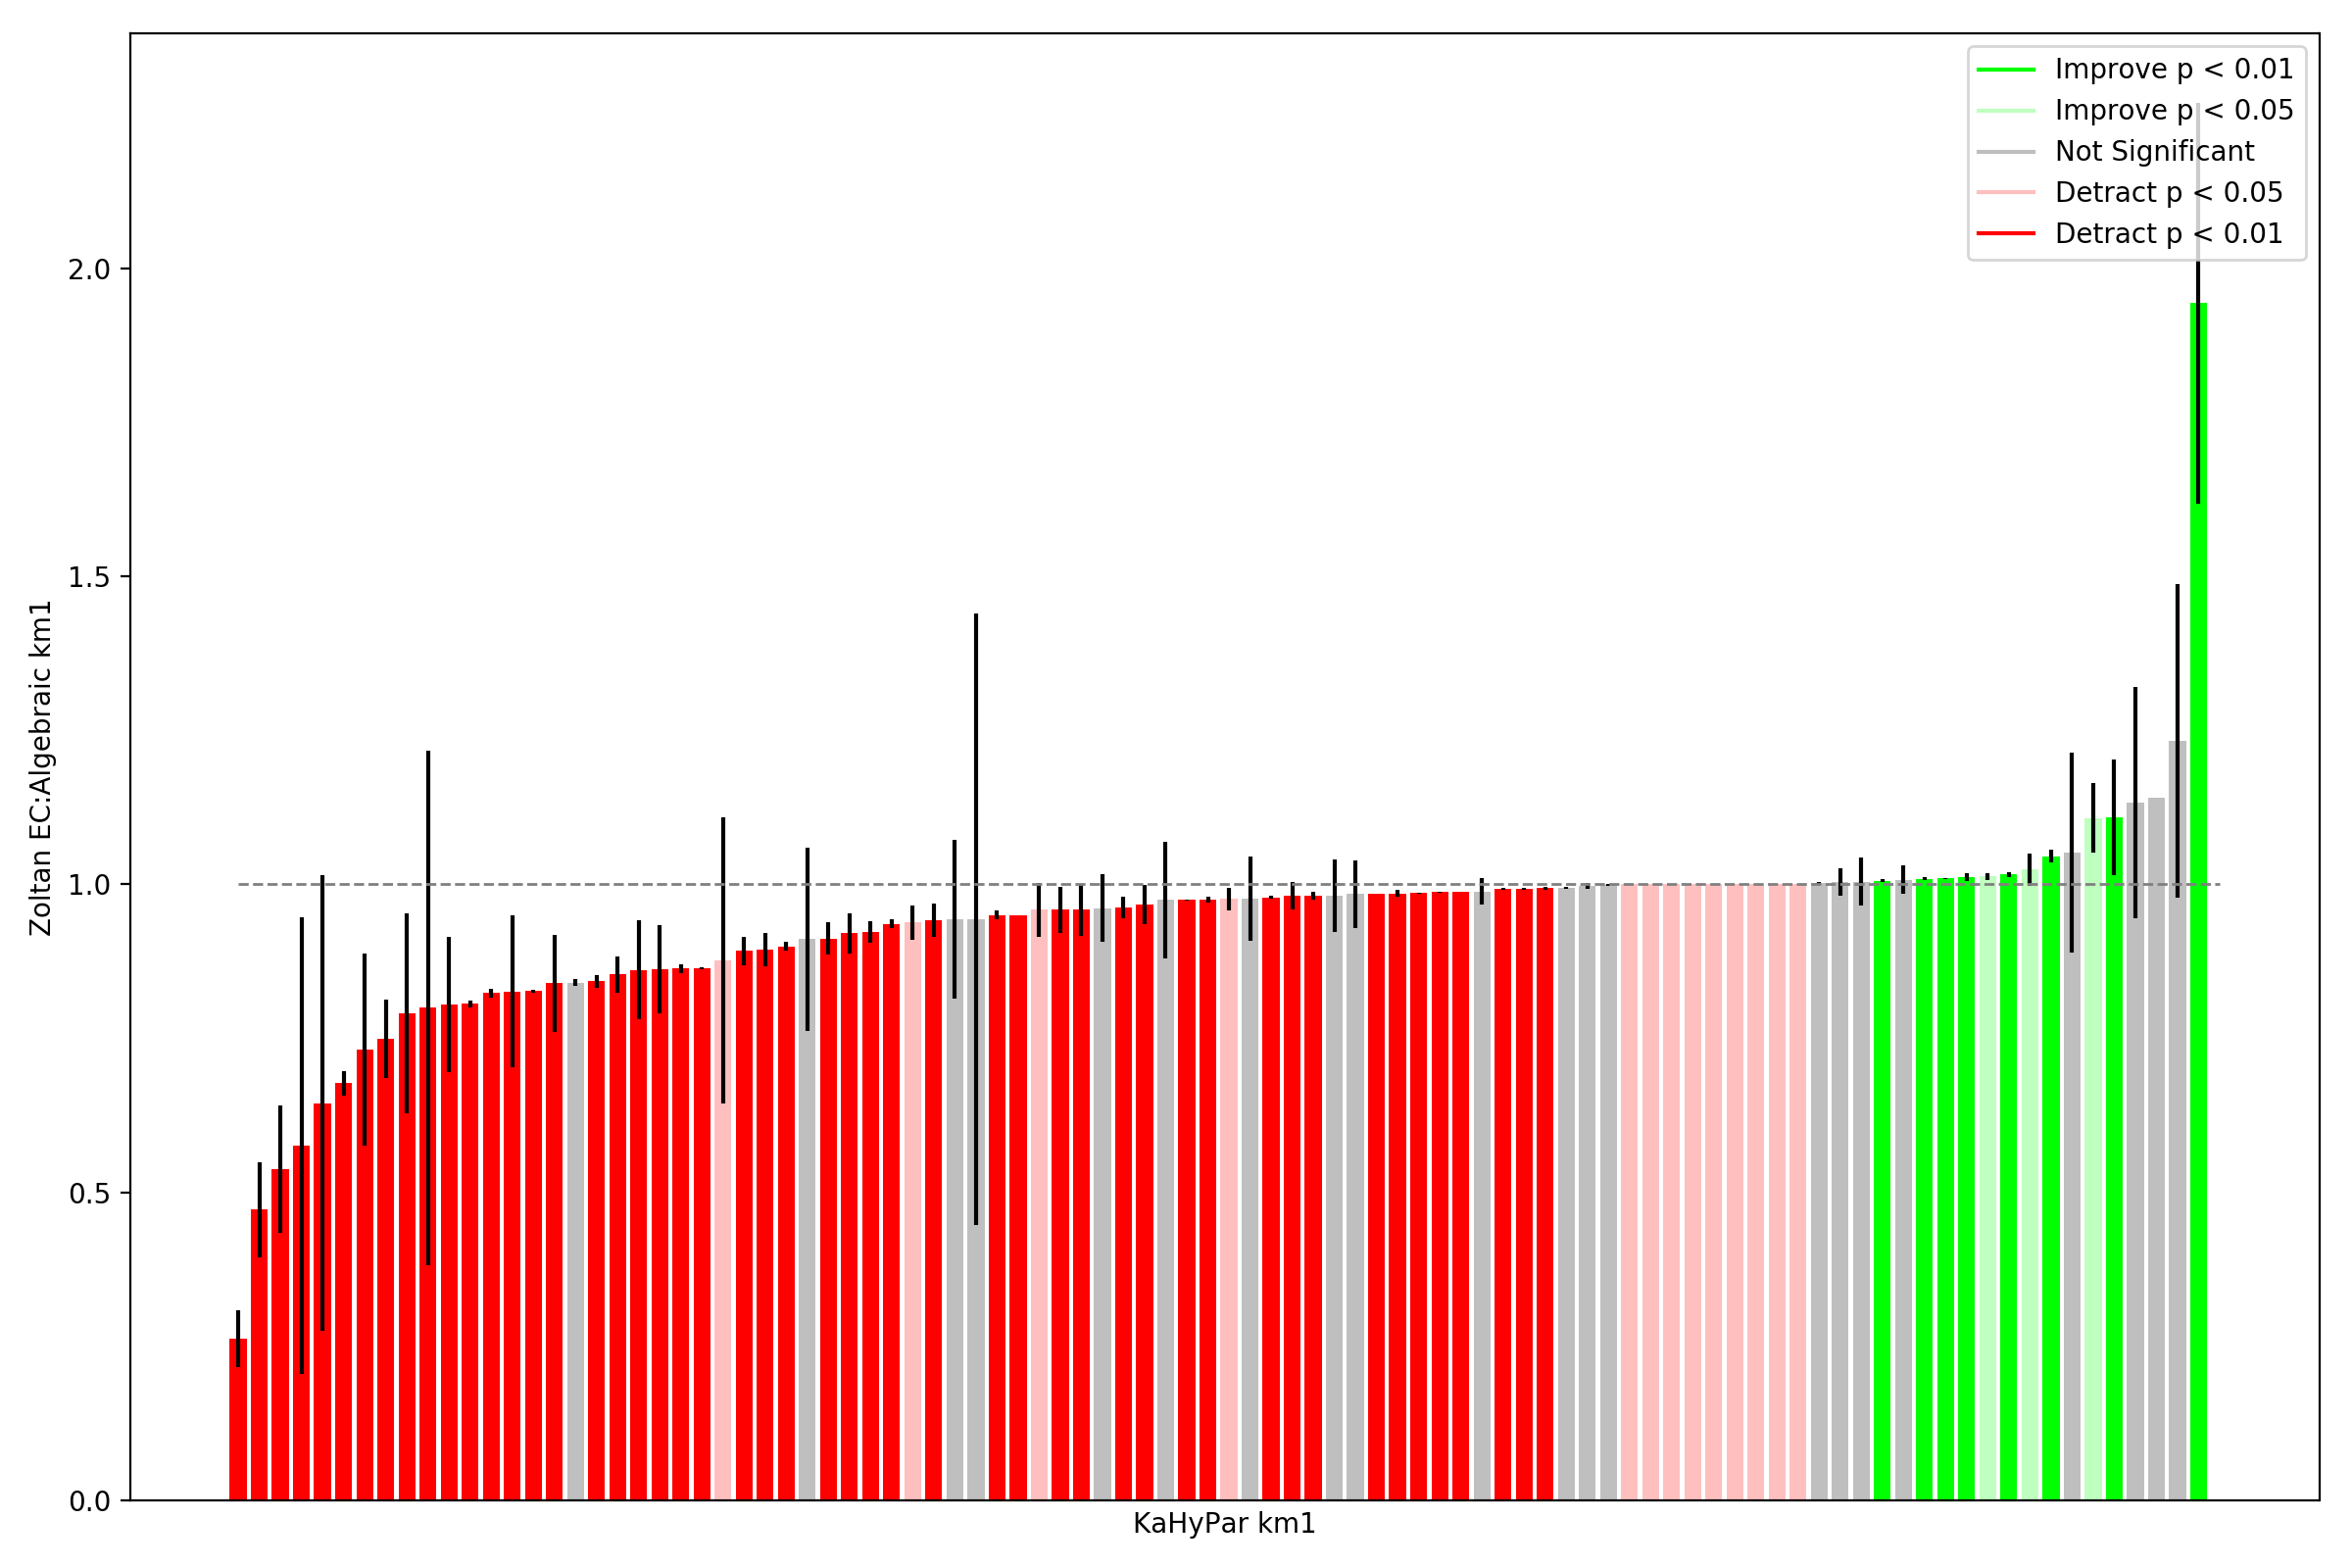 Improve p < 0.01
Improve p < 0.05
Not Significant
Detract p < 0.05
Detract p < 0.01
2.0
1.5
1.0
0.5
0.0
Zoltan EC:Algebraic km1
KaHyPar km1